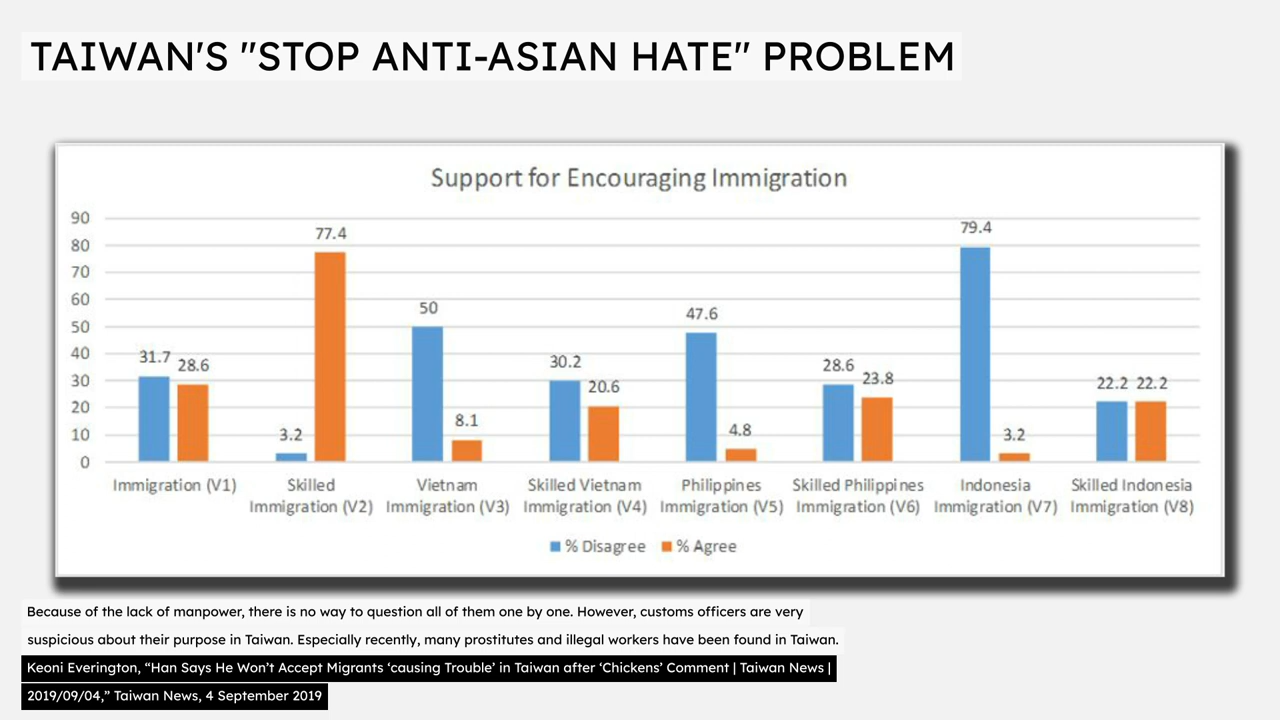 TAIWAN'S "STOP ANTI-ASIAN HATE" PROBLEM
Support for Encouraging Immigration
90
80
70
60
50
40
30
20
10
0
31.7
28.6
3.2
77.4
50
8.1
30.2
20.6
47.6
4.8
28.6
23.8
79.4
3.2
22.2
22.2
Immigration (V1)
Skilled
Immigration (V2)
Vietnam
Immigration (V3)
Skilled Vietnam
Immigration (V4)
Philippines
Immigration (V5)
Skilled Philippines
Immigration (V6)
Indonesia
Immigration (V7)
Skilled Indonesia
Immigration (V8)
% Disagree
% Agree
Because of the lack of manpower, there is no way to question all of them one by one. However, customs officers are very
suspicious about their purpose in Taiwan. Especially recently, many prostitutes and illegal workers have been found in Taiwan.
Keoni Everington, “Han Says He Won’t Accept Migrants ‘causing Trouble’ in Taiwan after ‘Chickens’ Comment | Taiwan News |
2019/09/04,” Taiwan News, 4 September 2019